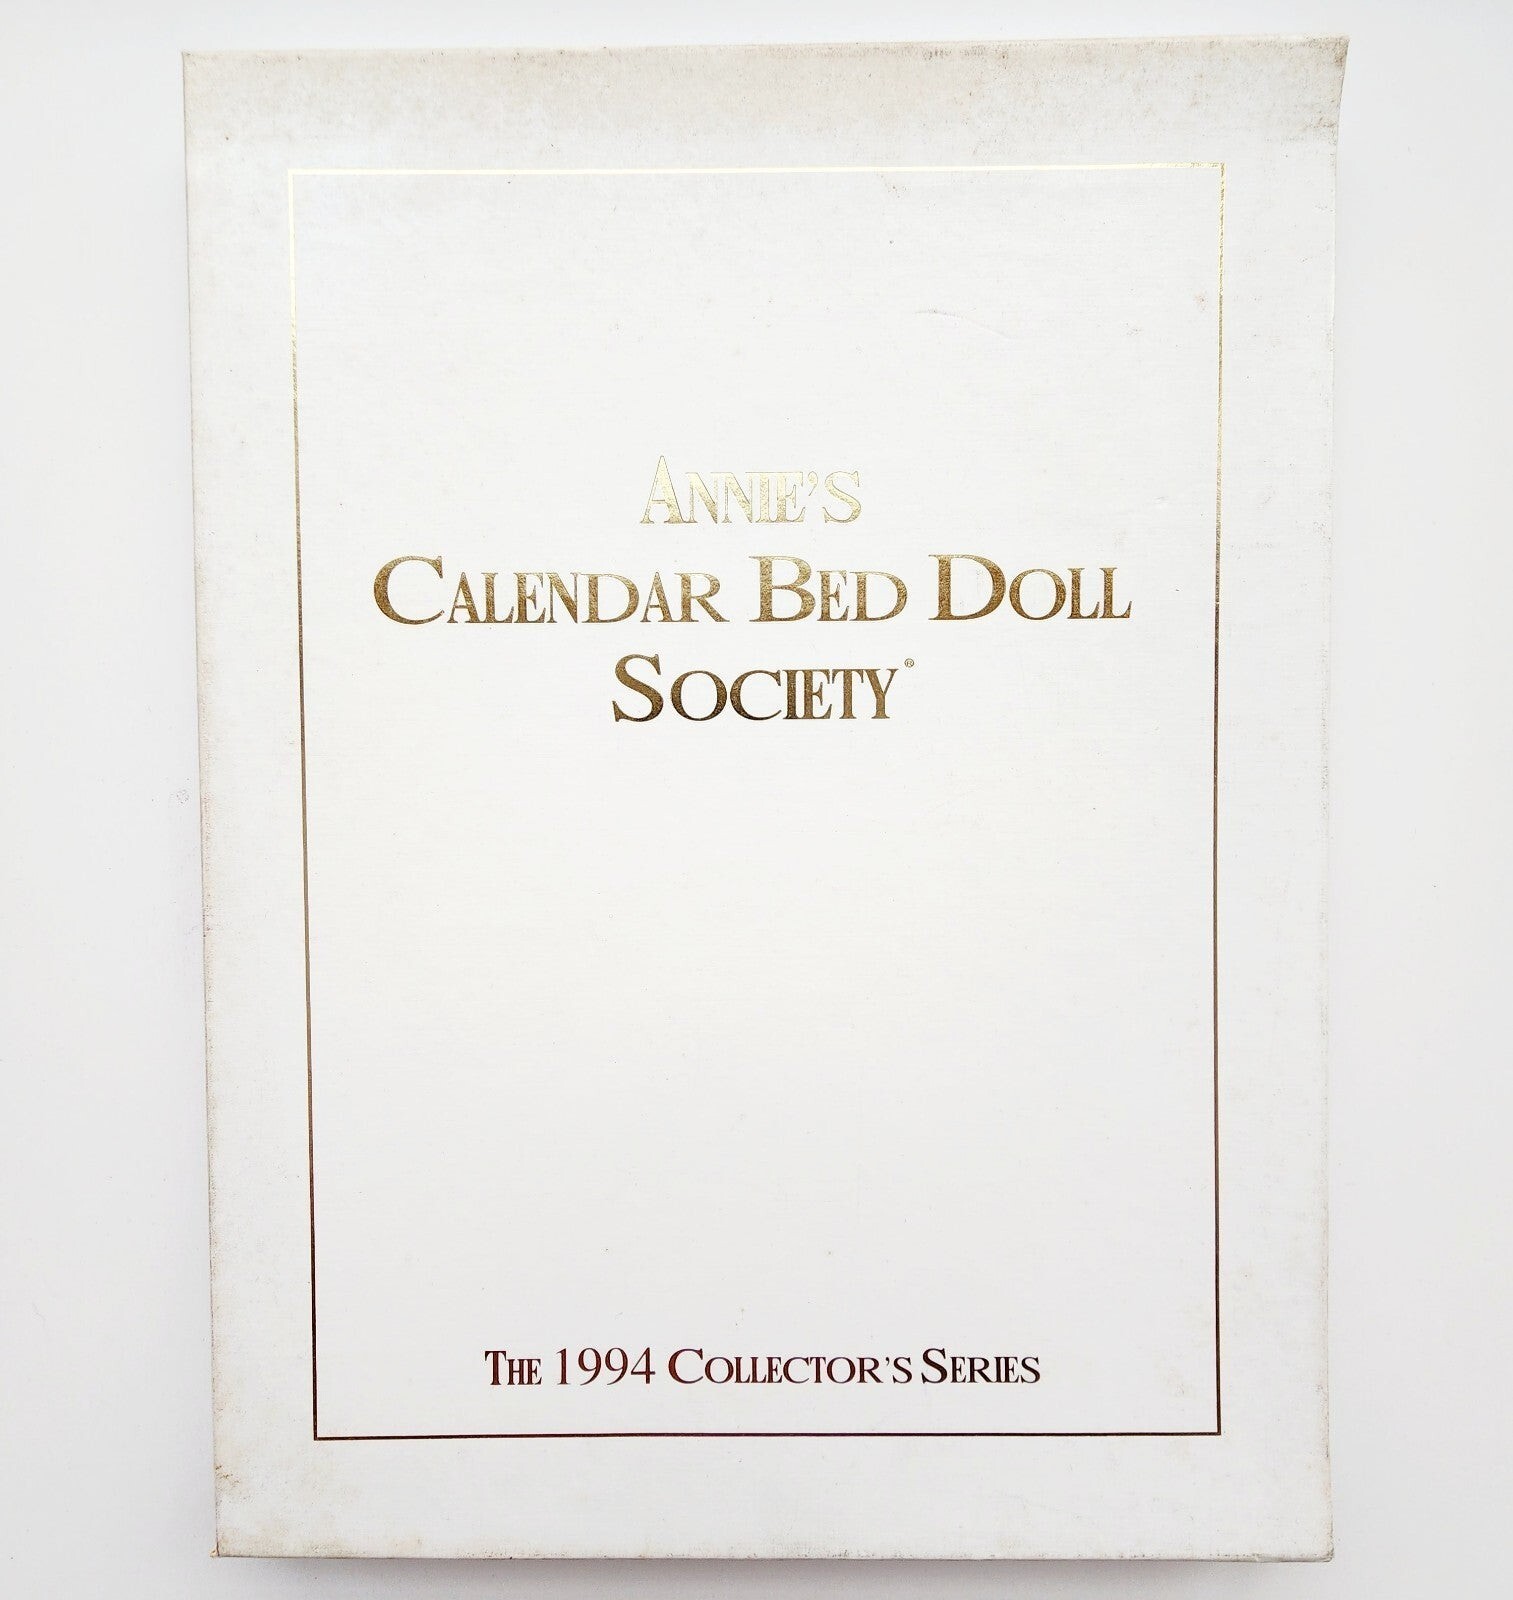 ANNIE'S
CALENDAR BED DOLL
SOCIETY®
THE 1994 COLLECTOR'S SERIES